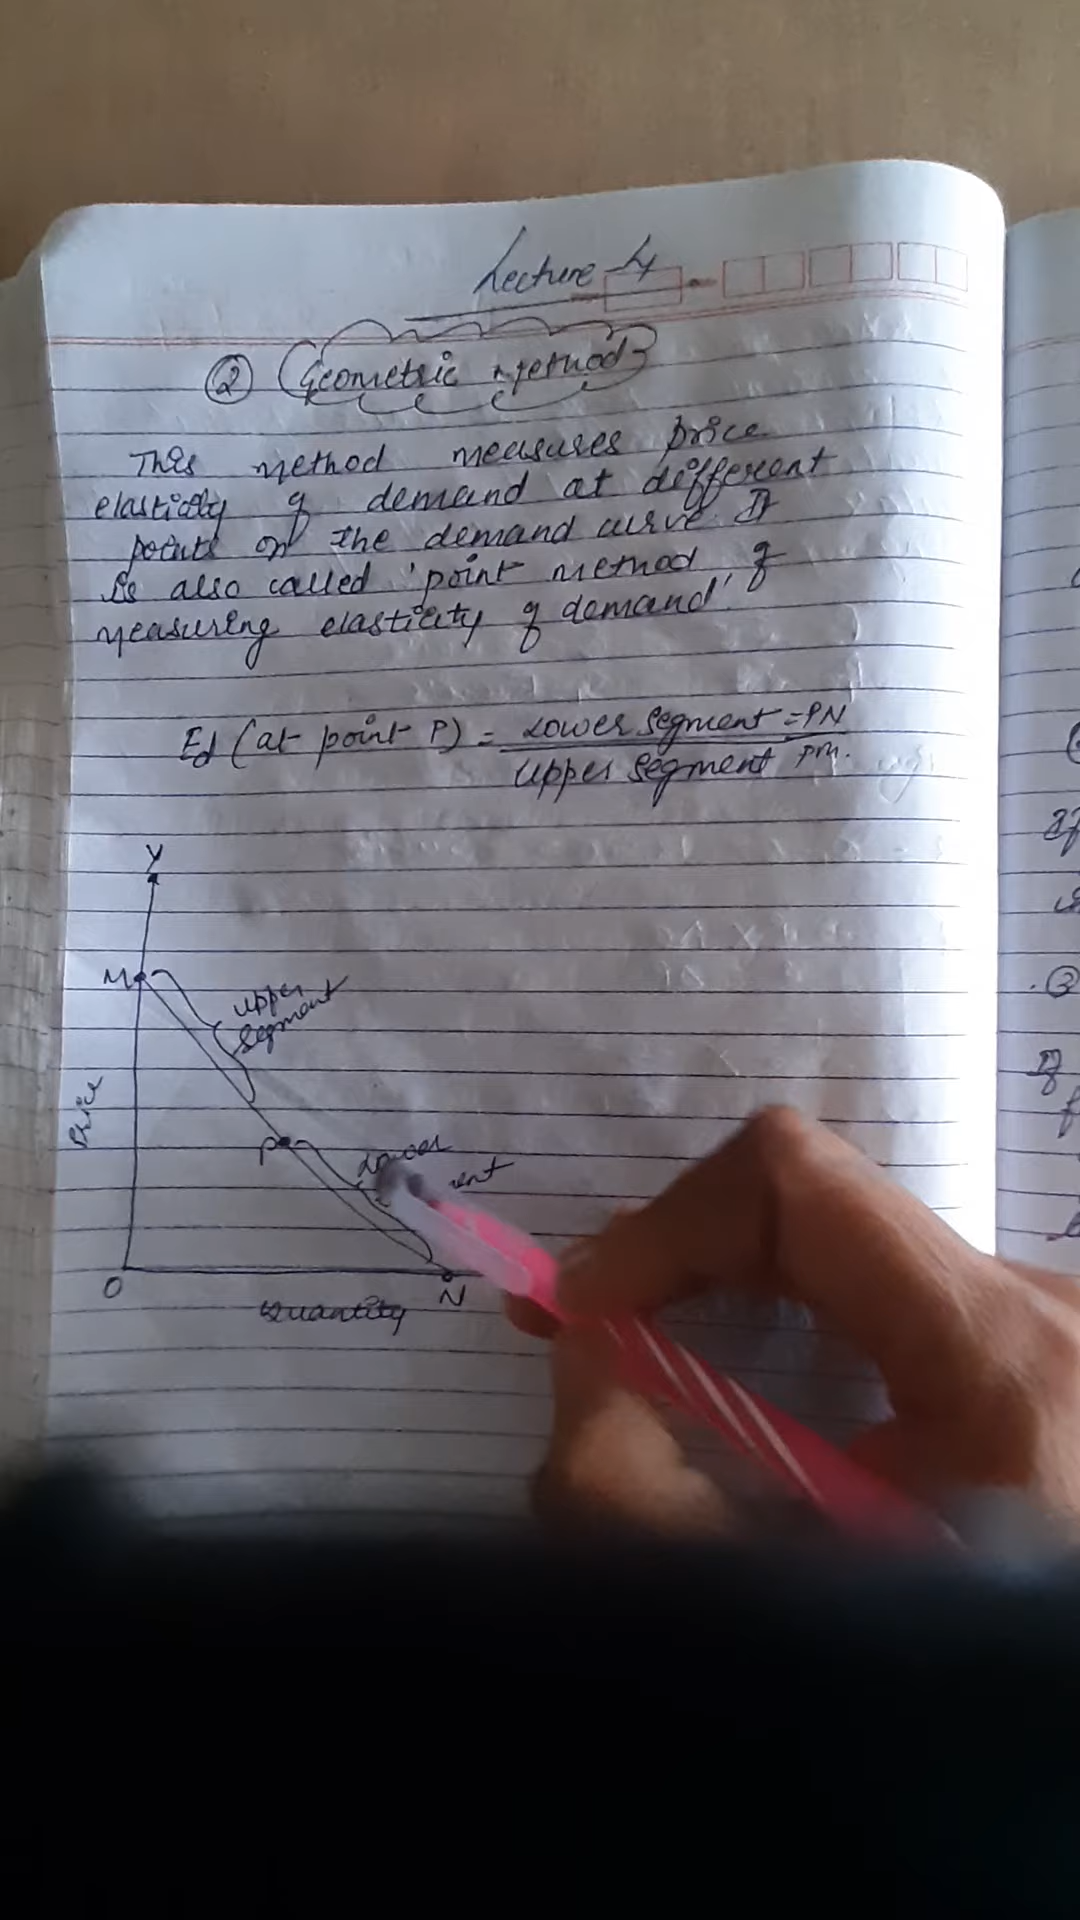 Lecture-4
② Geometric Method
This method measures price
elasticity of demand at different
points on the demand curve. It
is also called 'point method of
measuring elasticity of demand'.
Ed (at point P) = Lower Segment = PN
Upper Segment PM.
Y
M
Upper
Segment
Price
P
Lower
O
N
Quantity
③
If